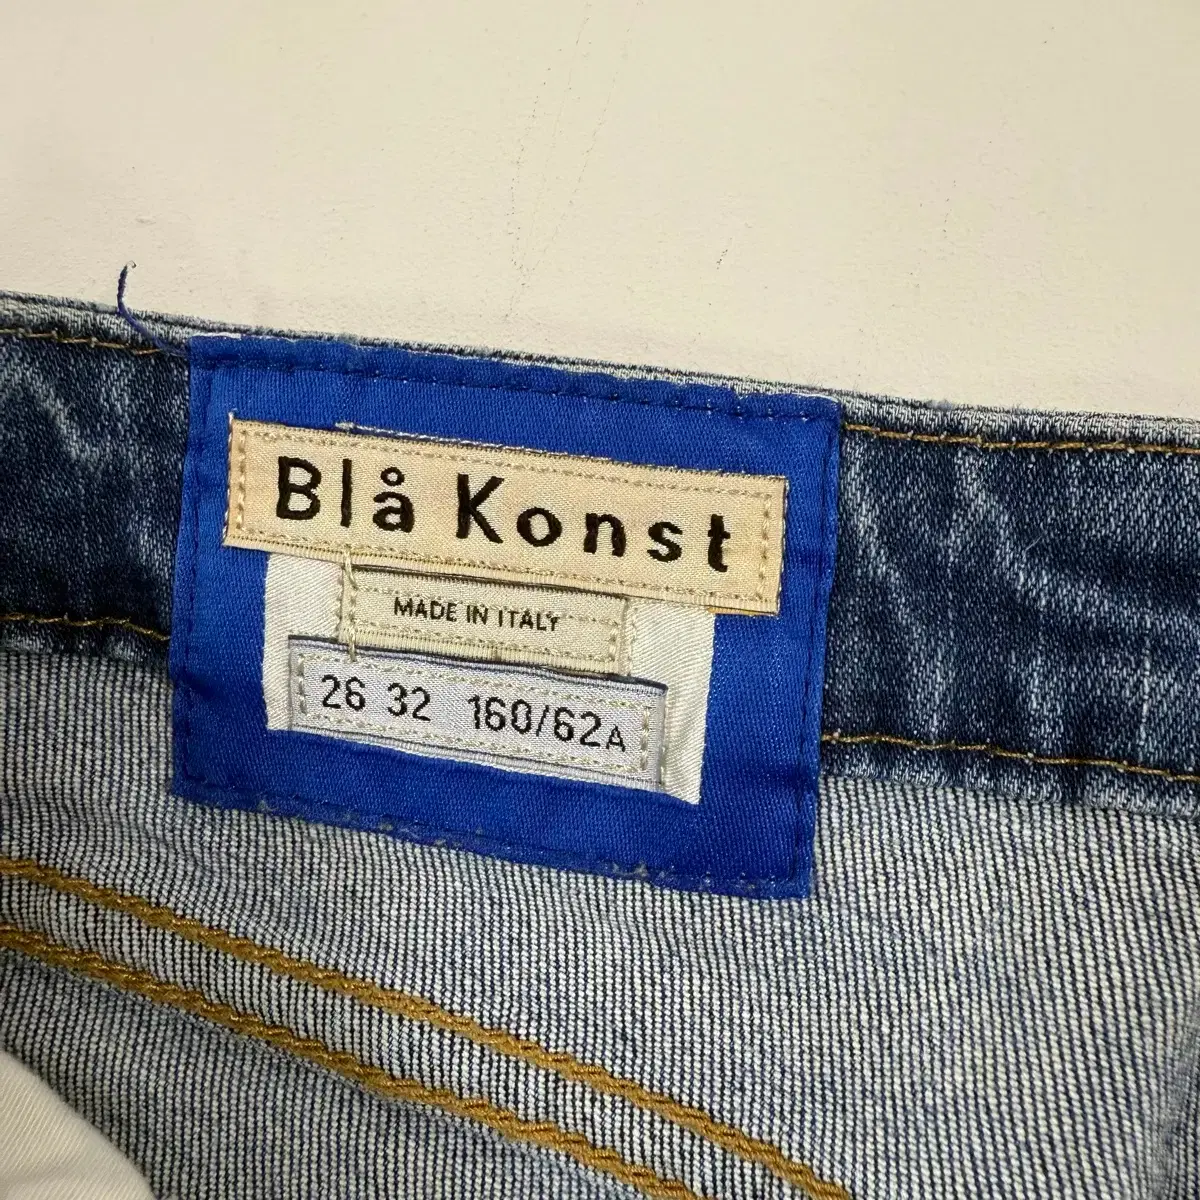 Blå Konst
MADE IN ITALY
26 32 160/62A